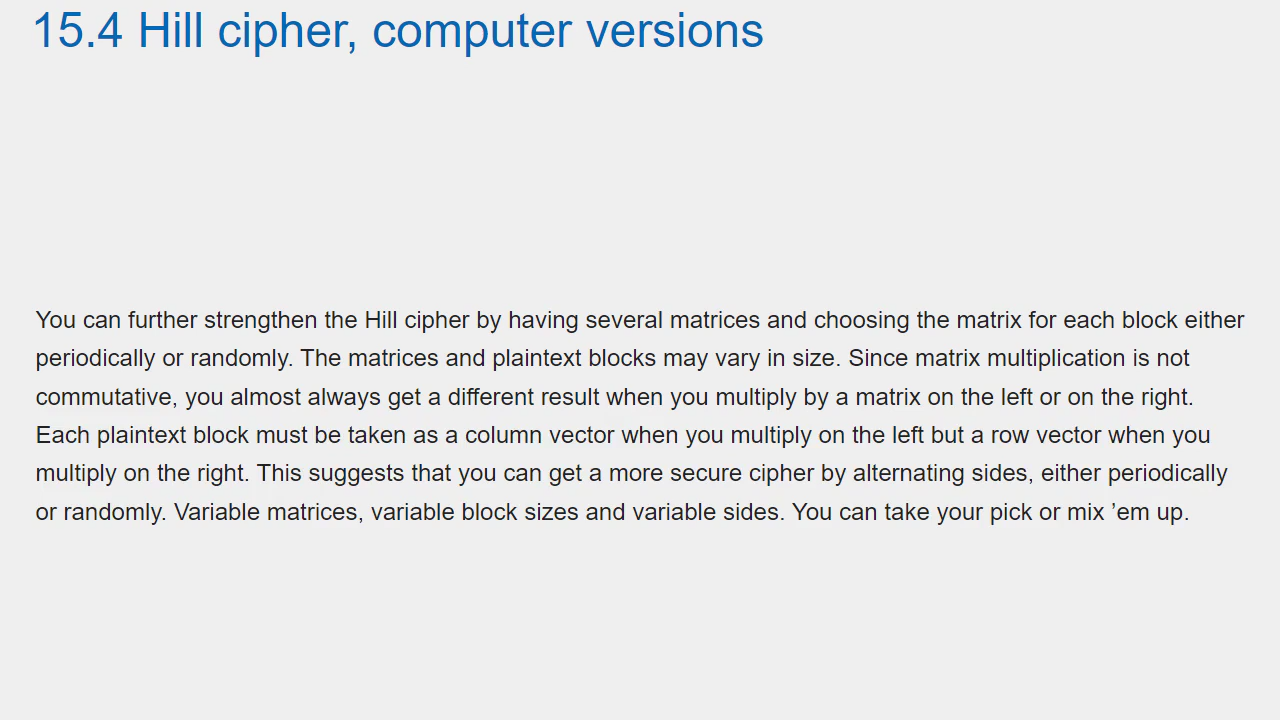 15.4 Hill cipher, computer versions
You can further strengthen the Hill cipher by having several matrices and choosing the matrix for each block either
periodically or randomly. The matrices and plaintext blocks may vary in size. Since matrix multiplication is not
commutative, you almost always get a different result when you multiply by a matrix on the left or on the right.
Each plaintext block must be taken as a column vector when you multiply on the left but a row vector when you
multiply on the right. This suggests that you can get a more secure cipher by alternating sides, either periodically
or randomly. Variable matrices, variable block sizes and variable sides. You can take your pick or mix ’em up.